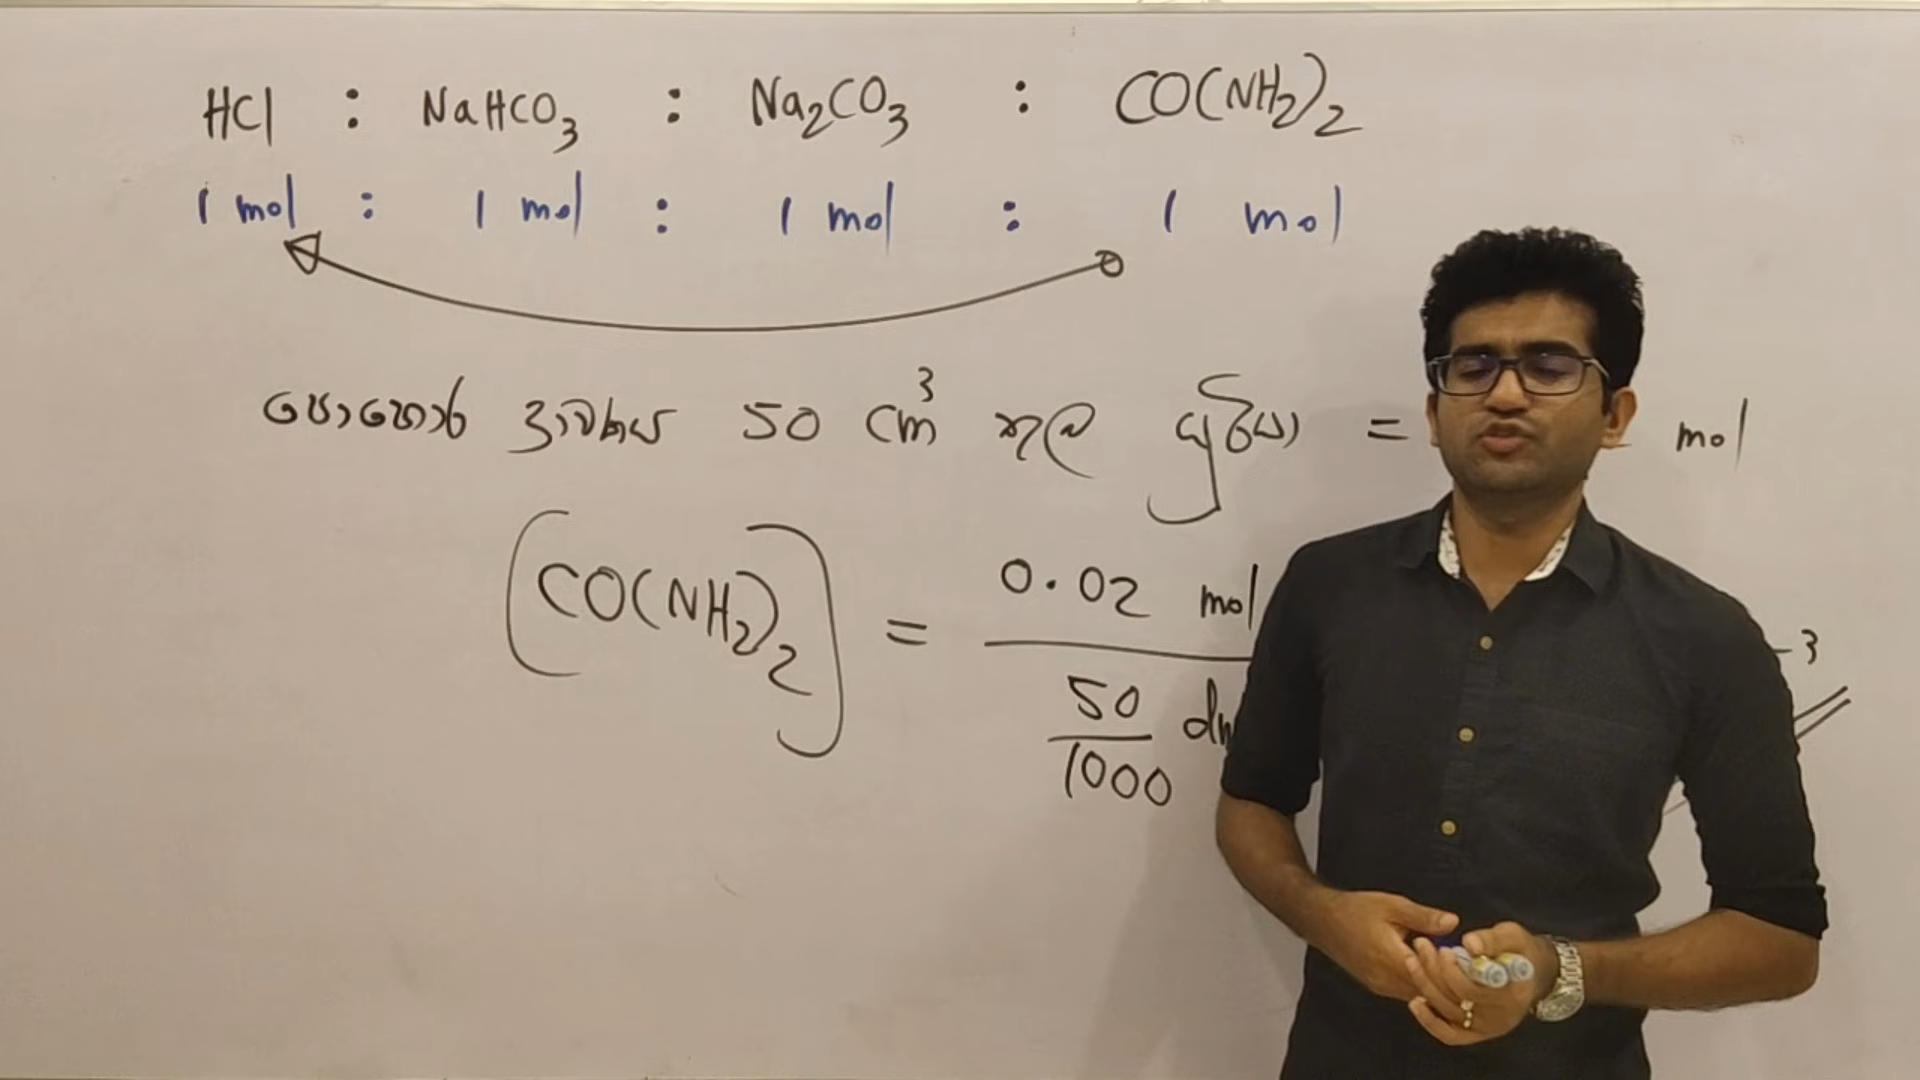 HCl : NaHCO₃ : Na₂CO₃ : CO(NH₂)₂
1 mol : 1 mol : 1 mol : 1 mol
50 cm³ තුල යූරියා = mol
[CO(NH₂)₂] = 0.02 mol
50
1000
-3